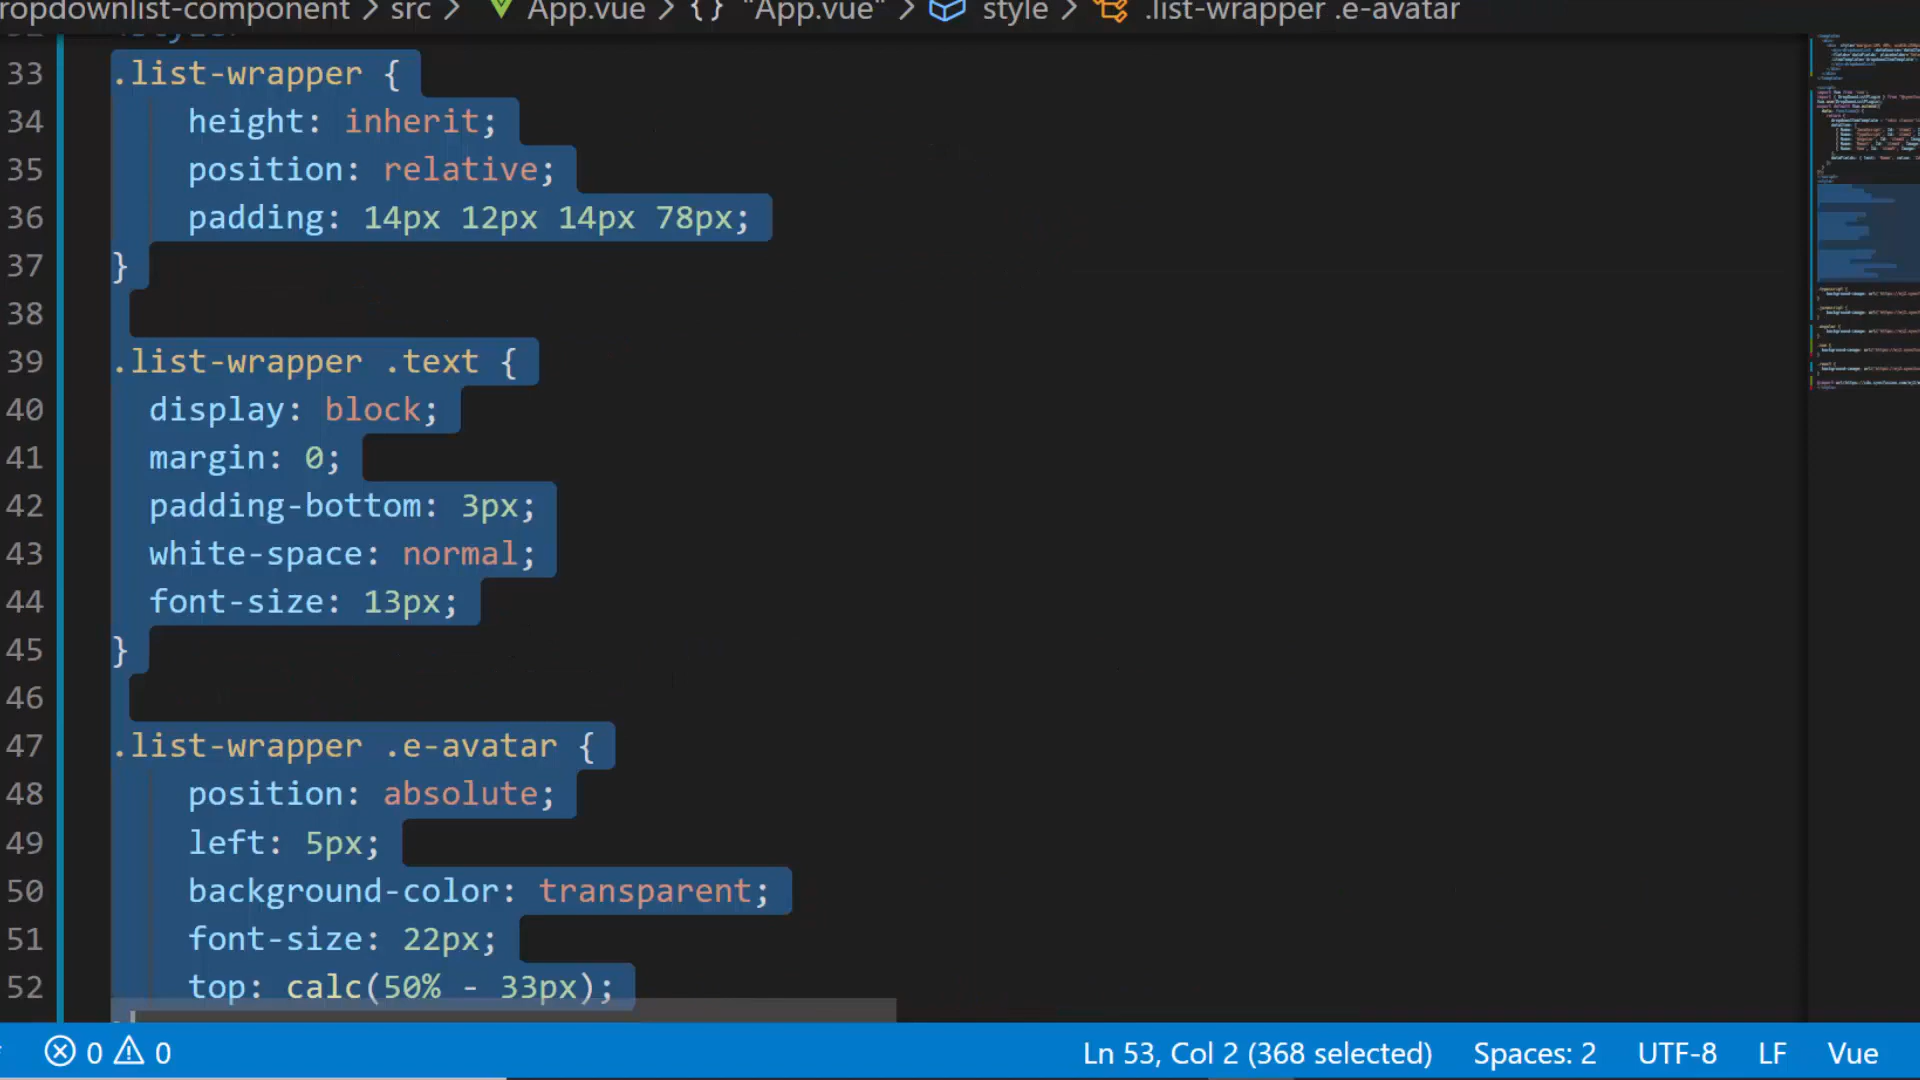 ropdownlist-component > src > App.vue > {} "App.vue" > style > .list-wrapper .e-avatar
33 .list-wrapper {
34 height: inherit;
35 position: relative;
36 padding: 14px 12px 14px 78px;
37 }
38
39 .list-wrapper .text {
40 display: block;
41 margin: 0;
42 padding-bottom: 3px;
43 white-space: normal;
44 font-size: 13px;
45 }
46
47 .list-wrapper .e-avatar {
48 position: absolute;
49 left: 5px;
50 background-color: transparent;
51 font-size: 22px;
52 top: calc(50% - 33px);
0 0 Ln 53, Col 2 (368 selected) Spaces: 2 UTF-8 LF Vue